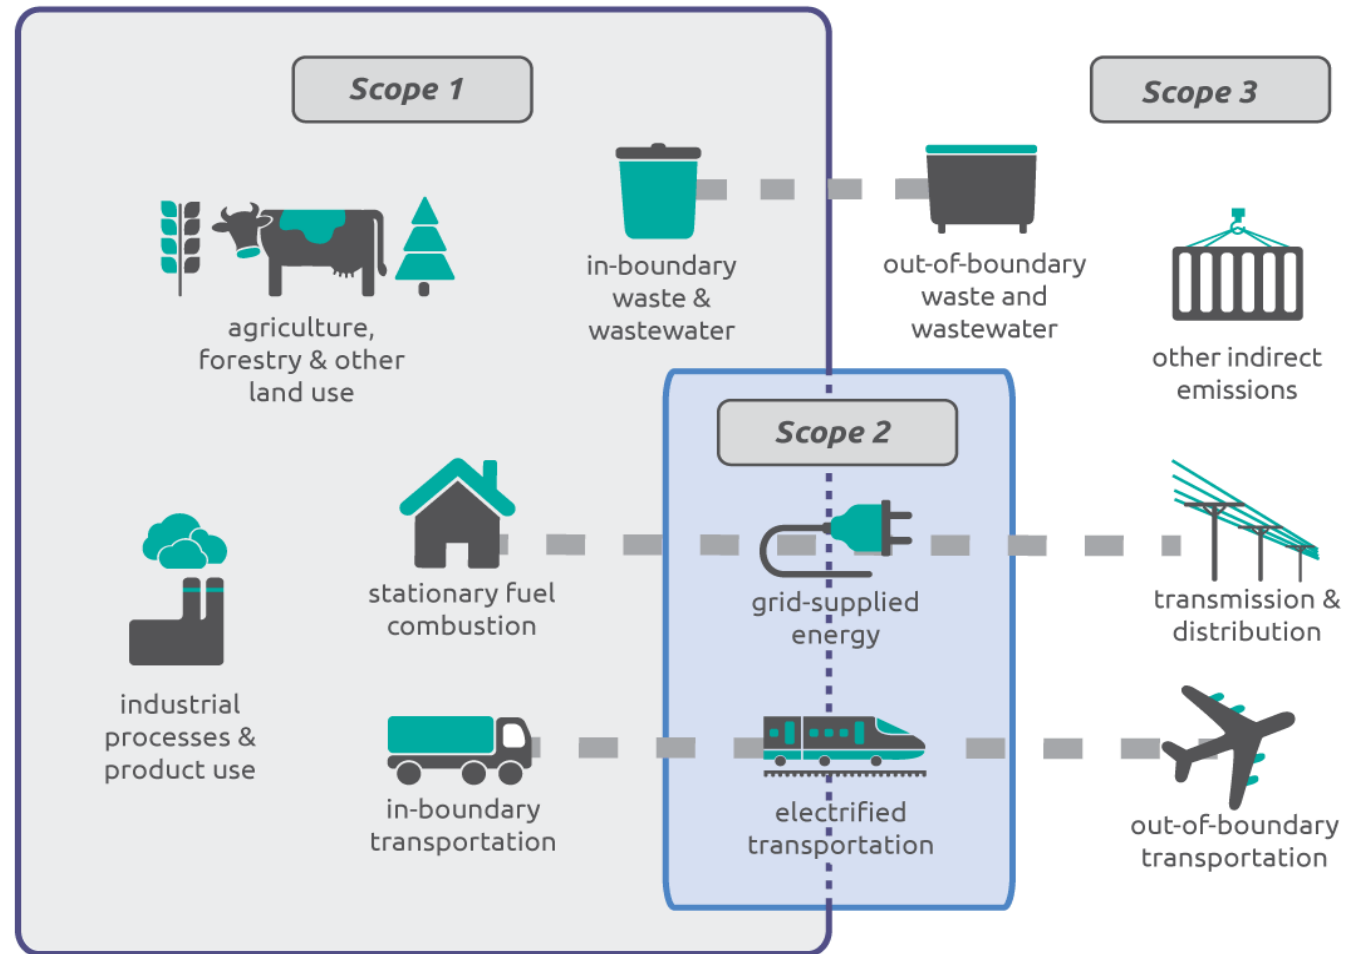 Scope 1
Scope 3
in-boundary
waste &
wastewater
out-of-boundary
waste and
wastewater
agriculture,
forestry & other
land use
other indirect
emissions
Scope 2
stationary fuel
combustion
grid-supplied
energy
transmission &
distribution
industrial
processes &
product use
in-boundary
transportation
electrified
transportation
out-of-boundary
transportation